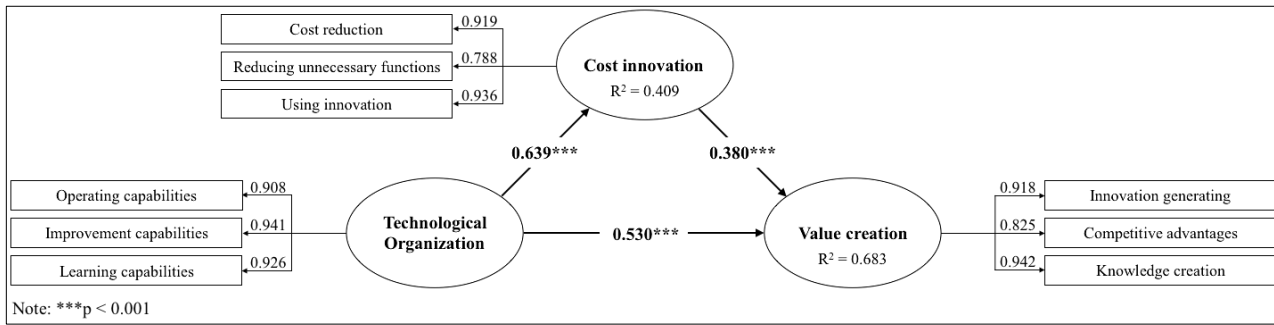 Cost reduction
0.919
Reducing unnecessary functions
0.788
Using innovation
0.936
Cost innovation
R² = 0.409
0.639***
0.380***
Operating capabilities
0.908
Improvement capabilities
0.941
Learning capabilities
0.926
Technological
Organization
0.530***
Value creation
R² = 0.683
0.918
Innovation generating
0.825
Competitive advantages
0.942
Knowledge creation
Note: ***p < 0.001